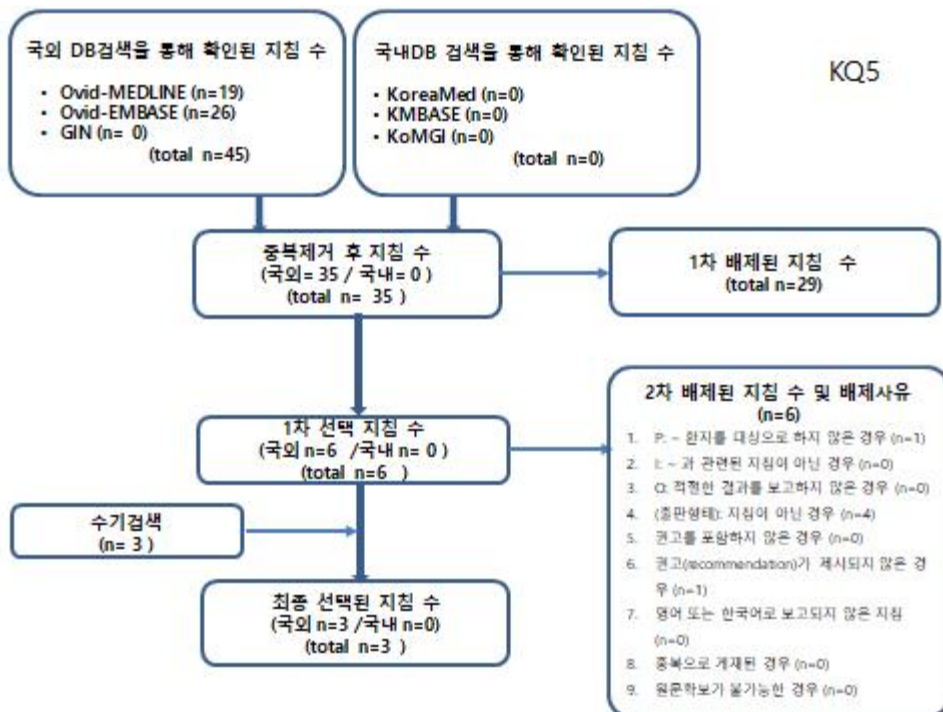 국외 DB검색을 통해 확인된 지침 수
• Ovid-MEDLINE (n=19)
• Ovid-EMBASE (n=26)
• GIN (n= 0)
(total n=45)
국내DB 검색을 통해 확인된 지침 수
• KoreaMed (n=0)
• KMBASE (n=0)
• KoMGI (n=0)
(total n=0)
KQ5
중복제거 후 지침 수
(국외= 35 / 국내= 0 )
(total n= 35 )
1차 배제된 지침 수
(total n=29)
1차 선택 지침 수
(국외 n=6 /국내 n= 0 )
(total n=6 )
2차 배제된 지침 수 및 배제사유
(n=6)
1. P: ~ 환자를 대상으로 하지 않은 경우 (n=1)
2. I: ~ 과 관련된 지침이 아닌 경우 (n=0)
3. O: 적절한 결과를 보고하지 않은 경우 (n=0)
4. (출판형태): 지침이 아닌 경우 (n=4)
5. 권고를 포함하지 않은 경우 (n=0)
6. 권고(recommendation)가 제시되지 않은 경
우 (n=1)
7. 영어 또는 한국어로 보고되지 않은 지침
(n=0)
8. 중복으로 게재된 경우 (n=0)
9. 원문확보가 불가능한 경우 (n=0)
수기검색
(n= 3 )
최종 선택된 지침 수
(국외 n=3 /국내 n=0)
(total n=3 )